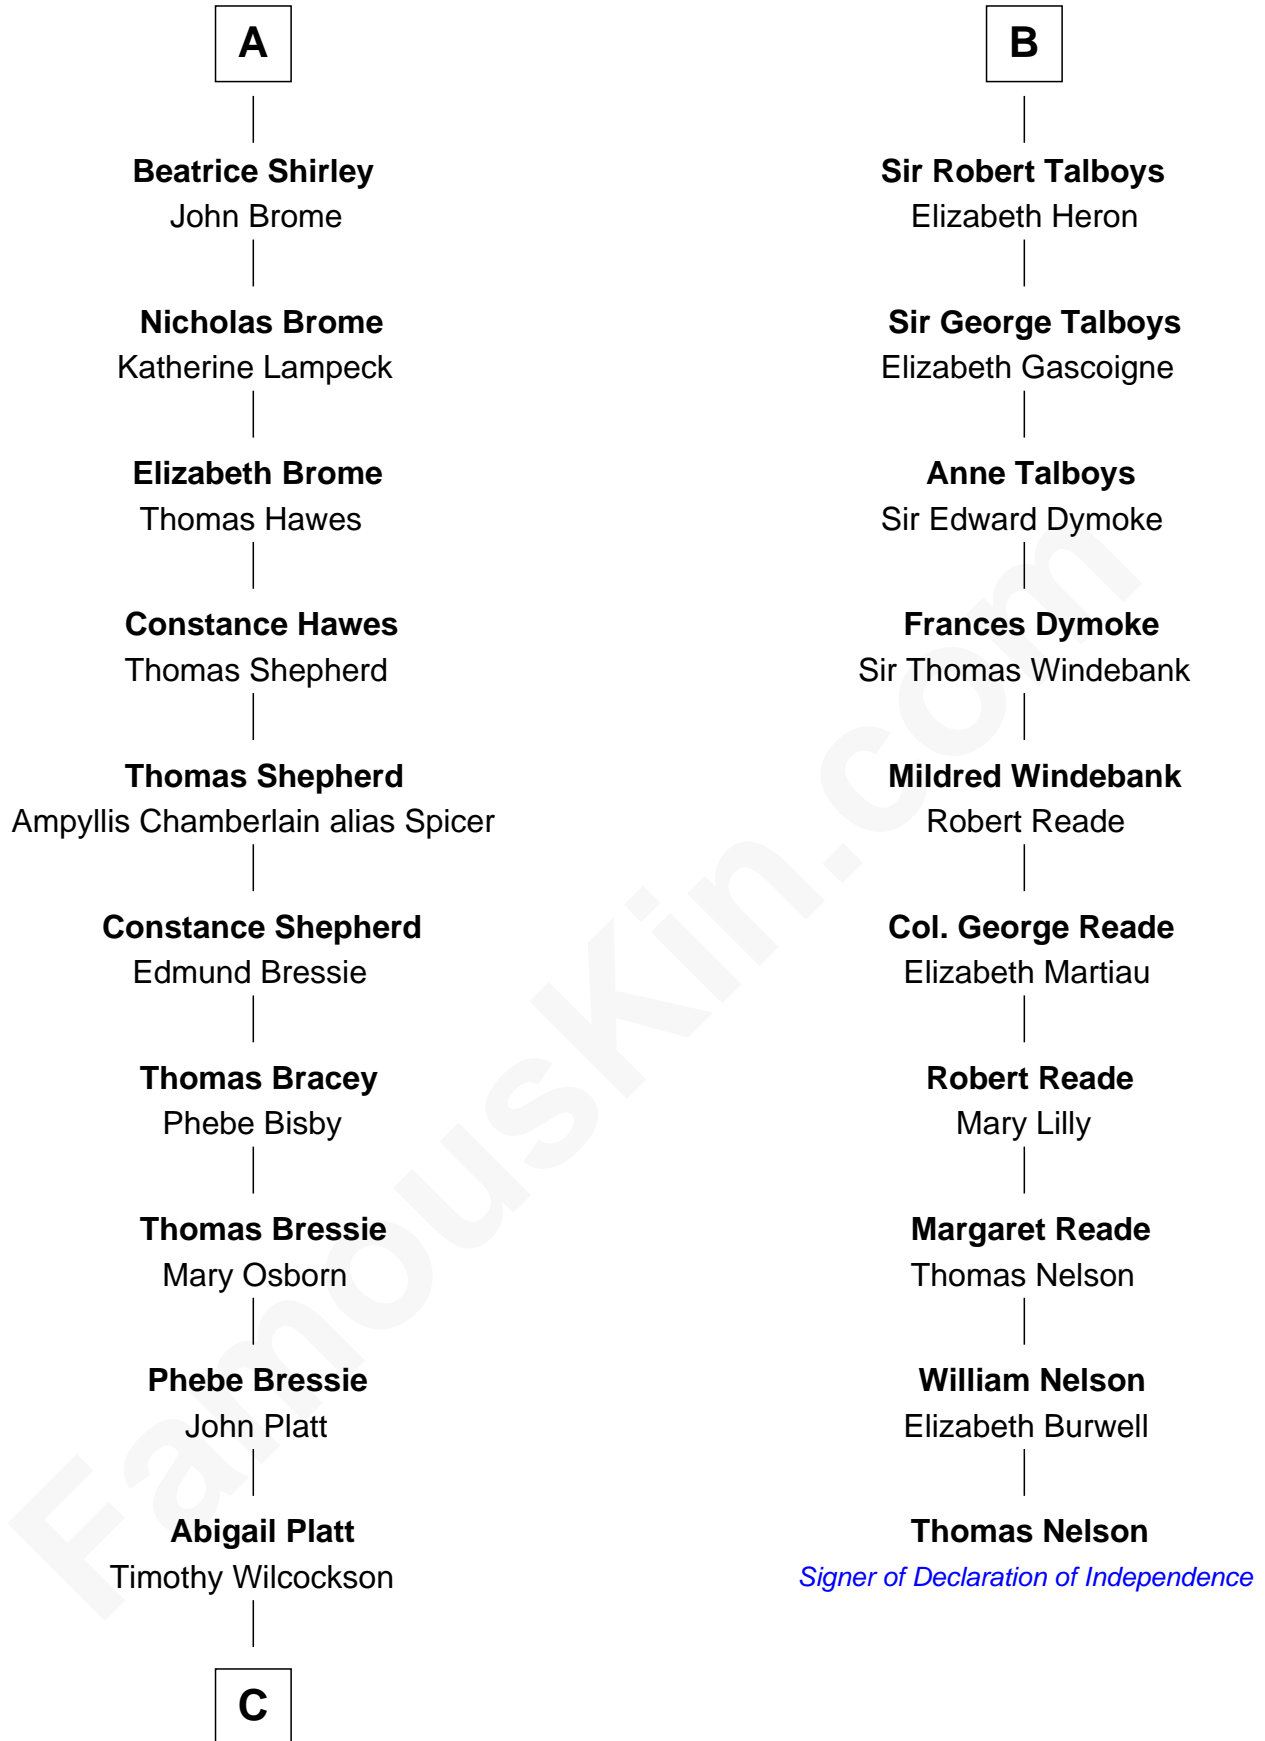 A
Beatrice Shirley
John Brome
Nicholas Brome
Katherine Lampeck
Elizabeth Brome
Thomas Hawes
Constance Hawes
Thomas Shepherd
Thomas Shepherd
Ampyllis Chamberlain alias Spicer
Constance Shepherd
Edmund Bressie
Thomas Bracey
Phebe Bisby
Thomas Bressie
Mary Osborn
Phebe Bressie
John Platt
Abigail Platt
Timothy Wilcockson
C
B
Sir Robert Talboys
Elizabeth Heron
Sir George Talboys
Elizabeth Gascoigne
Anne Talboys
Sir Edward Dymoke
Frances Dymoke
Sir Thomas Windebank
Mildred Windebank
Robert Reade
Col. George Reade
Elizabeth Martiau
Robert Reade
Mary Lilly
Margaret Reade
Thomas Nelson
William Nelson
Elizabeth Burwell
Thomas Nelson
Signer of Declaration of Independence
FamousKin.com